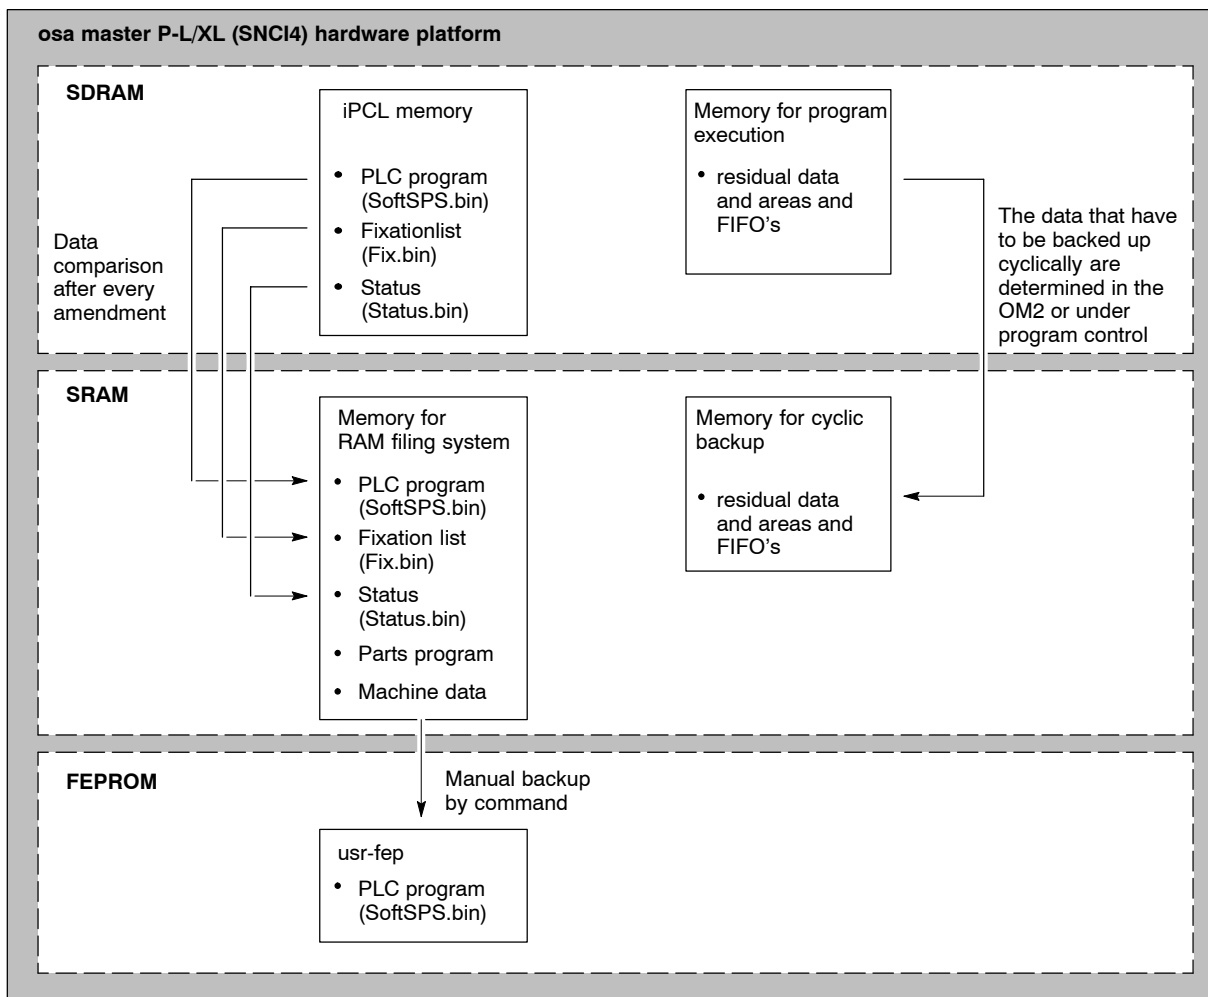 osa master P-L/XL (SNCI4) hardware platform
SDRAM
iPCL memory
• PLC program
(SoftSPS.bin)
• Fixationlist
(Fix.bin)
• Status
(Status.bin)
Data
comparison
after every
amendment
Memory for program
execution
• residual data
and areas and
FIFO's
The data that have
to be backed up
cyclically are
determined in the
OM2 or under
program control
SRAM
Memory for
RAM filing system
• PLC program
(SoftSPS.bin)
• Fixation list
(Fix.bin)
• Status
(Status.bin)
• Parts program
• Machine data
Memory for cyclic
backup
• residual data
and areas and
FIFO's
FEPROM
Manual backup
by command
usr-fep
• PLC program
(SoftSPS.bin)